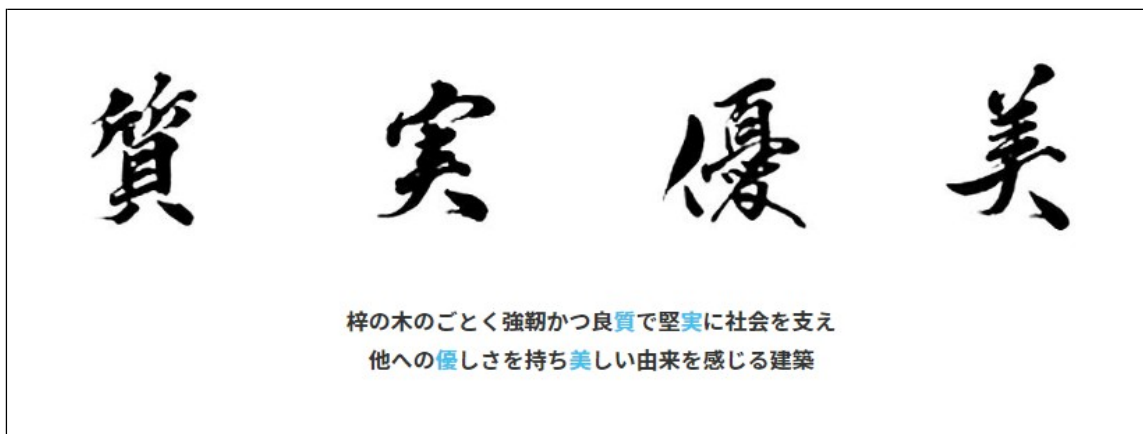 質実優美
梓の木のごとく強靭かつ良質で堅実に社会を支え
他への優しさを持ち美しい由来を感じる建築